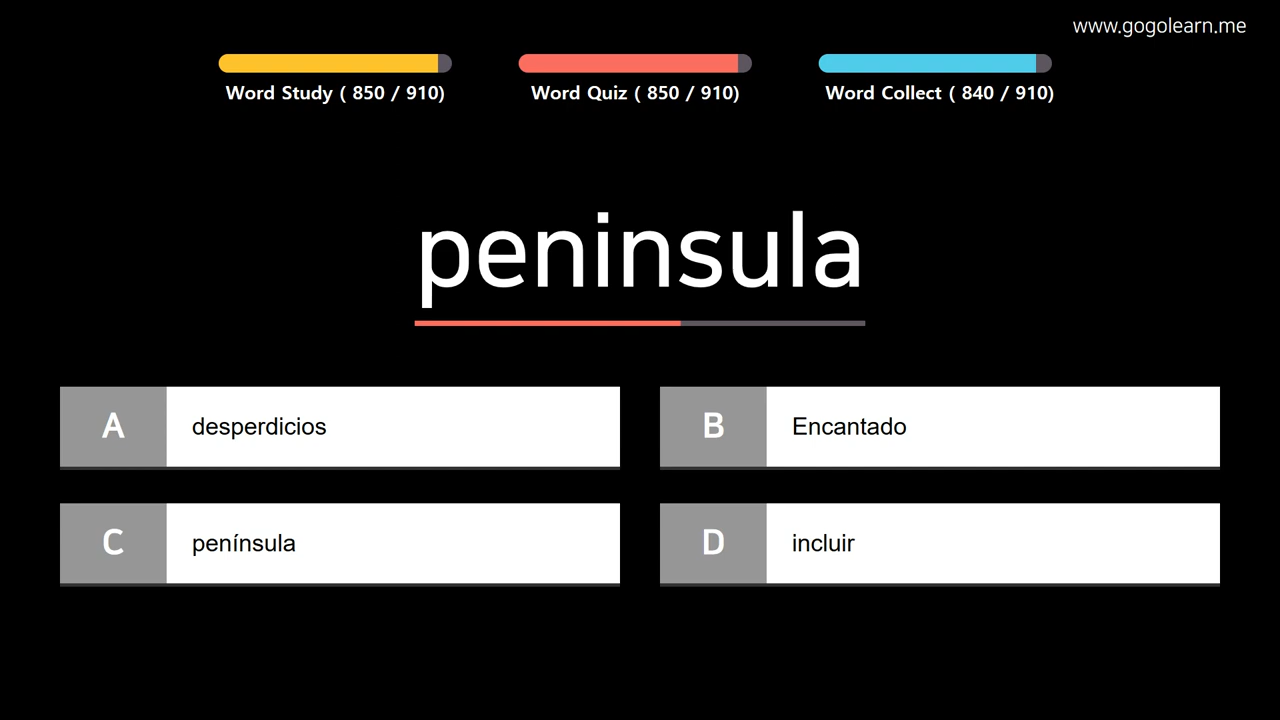 www.gogolearn.me
Word Study ( 850 / 910)
Word Quiz ( 850 / 910)
Word Collect ( 840 / 910)
peninsula
A desperdicios
B Encantado
C península
D incluir